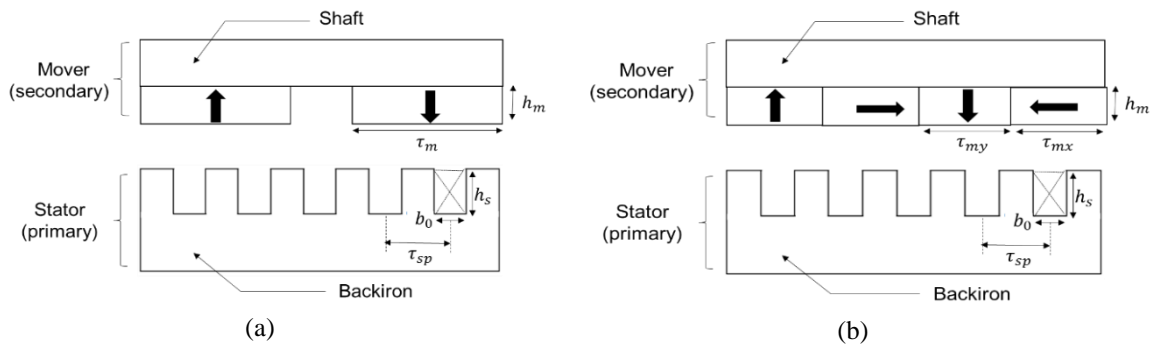 Shaft
Mover
(secondary)
h_m
τ_m
Stator
(primary)
h_s
b_0
τ_sp
Backiron
(a)
Shaft
Mover
(secondary)
h_m
τ_my
τ_mx
Stator
(primary)
h_s
b_0
τ_sp
Backiron
(b)